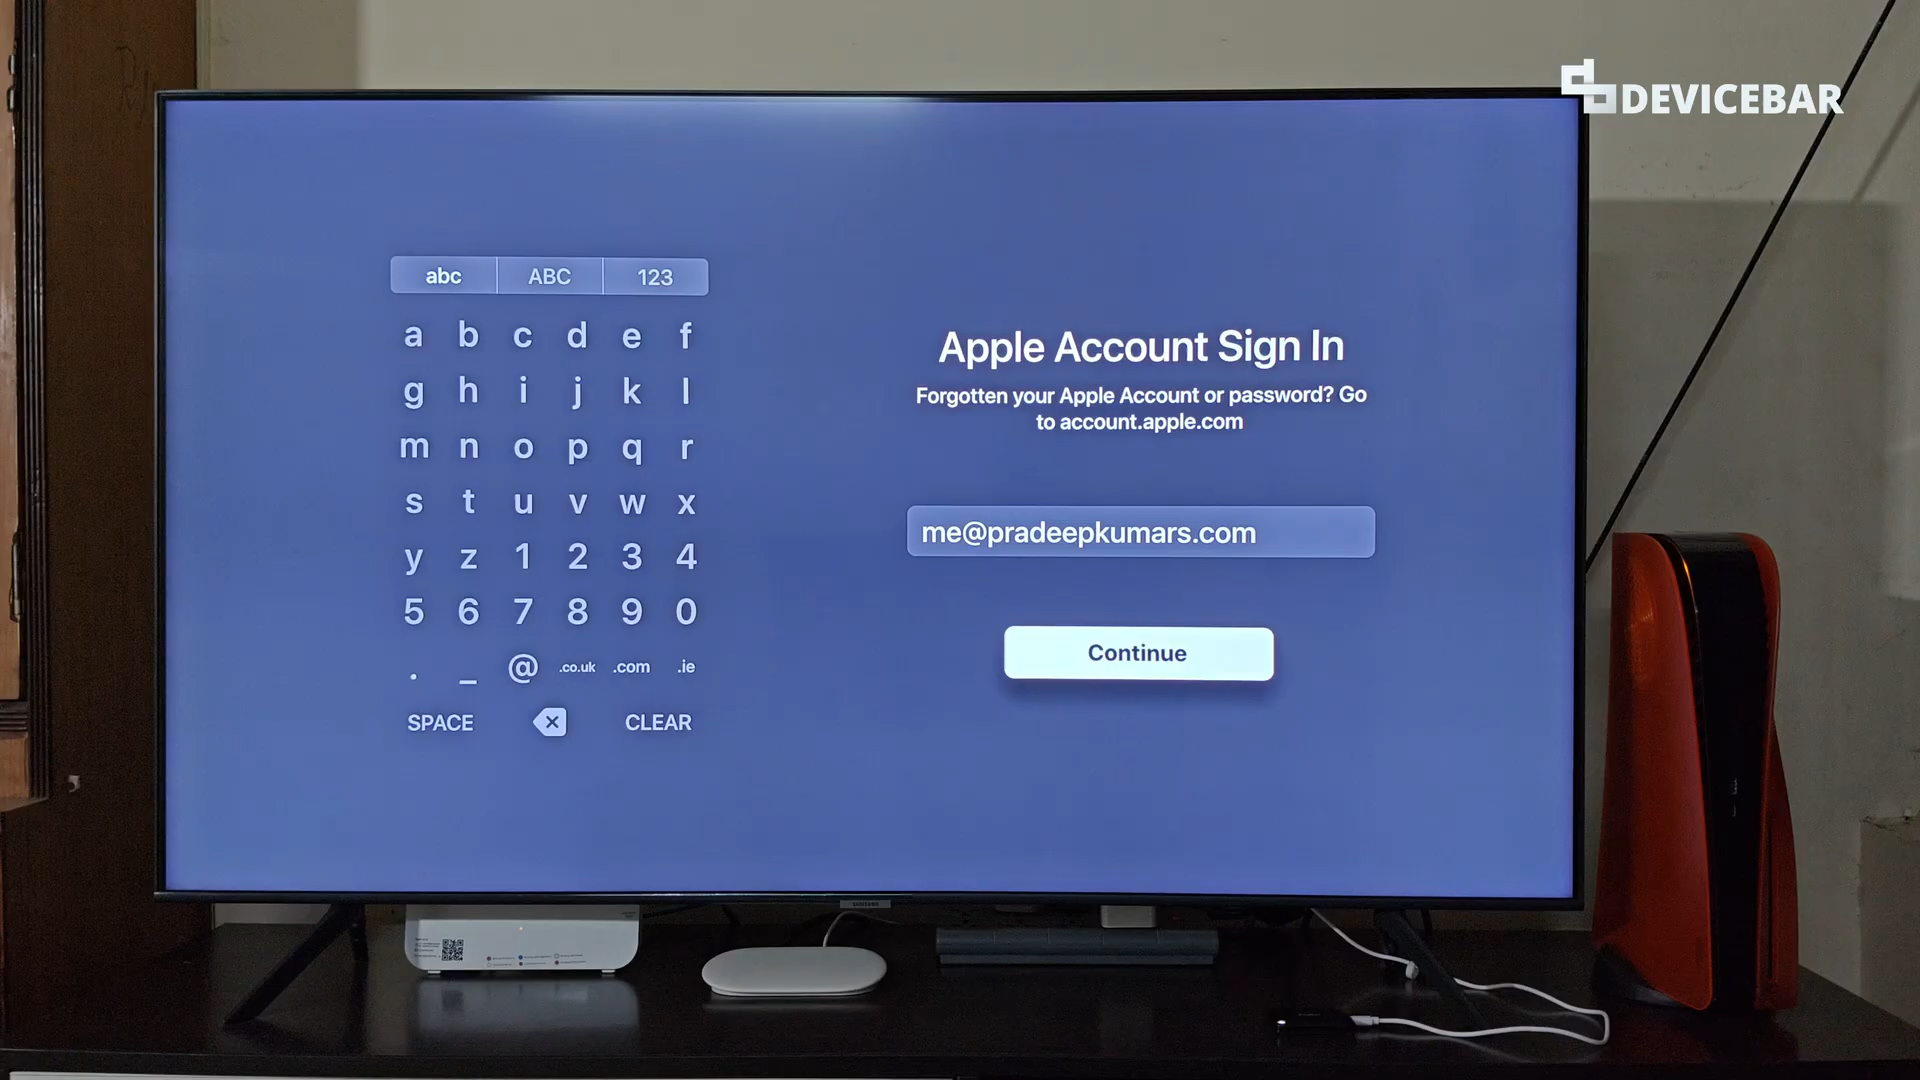 DEVICEBAR
abc ABC 123
a b c d e f
g h i j k l
m n o p q r
s t u v w x
y z 1 2 3 4
5 6 7 8 9 0
. _ @ .co.uk .com .ie
SPACE CLEAR
Apple Account Sign In
Forgotten your Apple Account or password? Go
to account.apple.com
me@pradeepkumars.com
Continue
SAMSUNG